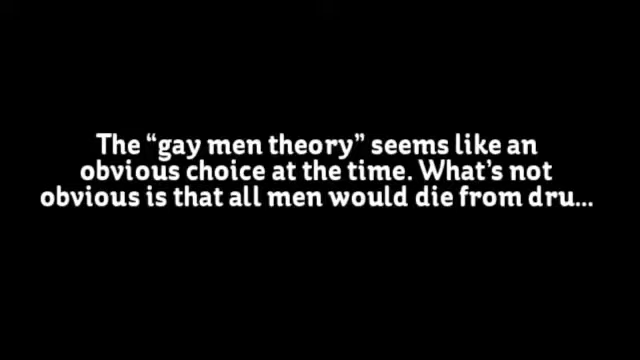 The “gay men theory” seems like an
obvious choice at the time. What’s not
obvious is that all men would die from dru...